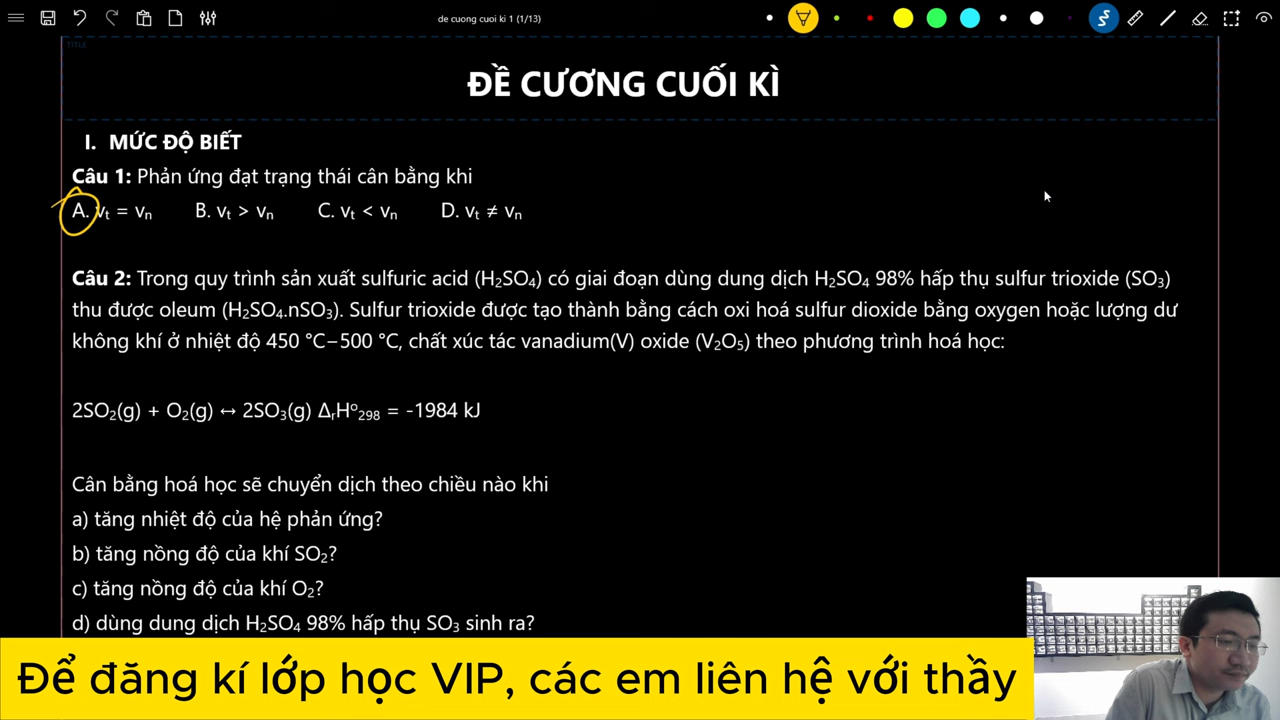 de cuong cuoi ki 1 (1/13)
TITLE
ĐỀ CƯƠNG CUỐI KÌ
I. MỨC ĐỘ BIẾT
Câu 1: Phản ứng đạt trạng thái cân bằng khi
A. vₜ = vₙ B. vₜ > vₙ C. vₜ < vₙ D. vₜ ≠ vₙ
Câu 2: Trong quy trình sản xuất sulfuric acid (H₂SO₄) có giai đoạn dùng dung dịch H₂SO₄ 98% hấp thụ sulfur trioxide (SO₃)
thu được oleum (H₂SO₄.nSO₃). Sulfur trioxide được tạo thành bằng cách oxi hoá sulfur dioxide bằng oxygen hoặc lượng dư
không khí ở nhiệt độ 450 °C–500 °C, chất xúc tác vanadium(V) oxide (V₂O₅) theo phương trình hoá học:
2SO₂(g) + O₂(g) ↔ 2SO₃(g) ΔᵣHᵒ₂₉₈ = -1984 kJ
Cân bằng hoá học sẽ chuyển dịch theo chiều nào khi
a) tăng nhiệt độ của hệ phản ứng?
b) tăng nồng độ của khí SO₂?
c) tăng nồng độ của khí O₂?
d) dùng dung dịch H₂SO₄ 98% hấp thụ SO₃ sinh ra?
Để đăng kí lớp học VIP, các em liên hệ với thầy